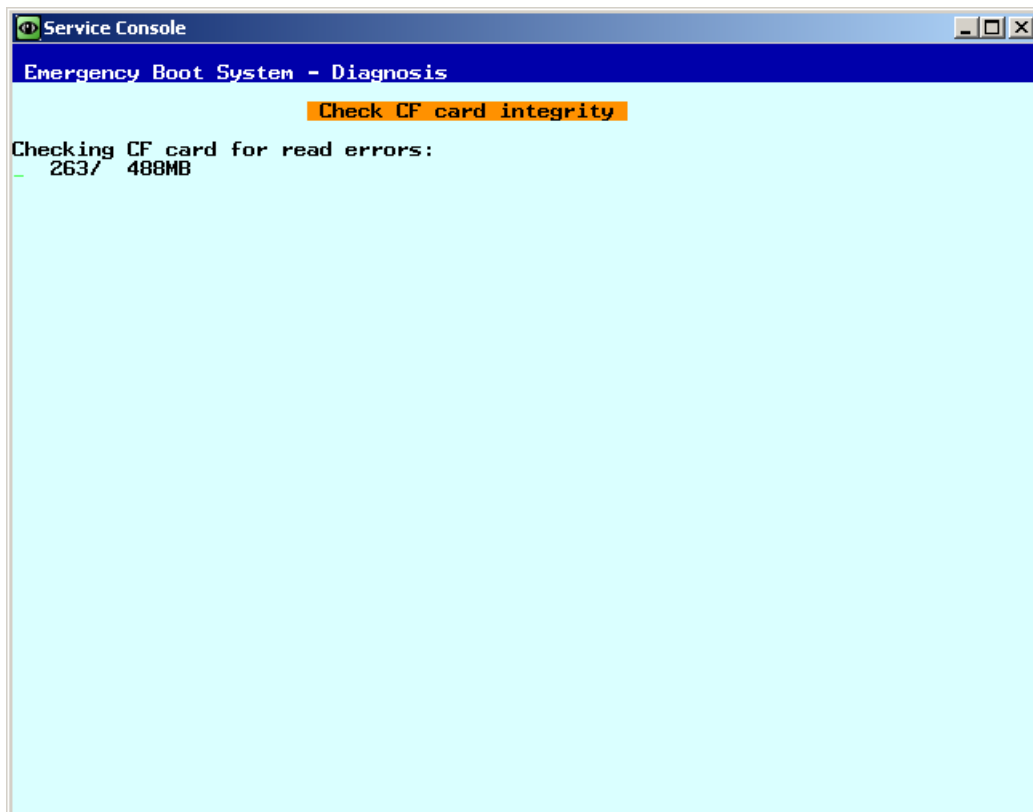 Service Console
Emergency Boot System - Diagnosis
Check CF card integrity
Checking CF card for read errors:
263/ 488MB